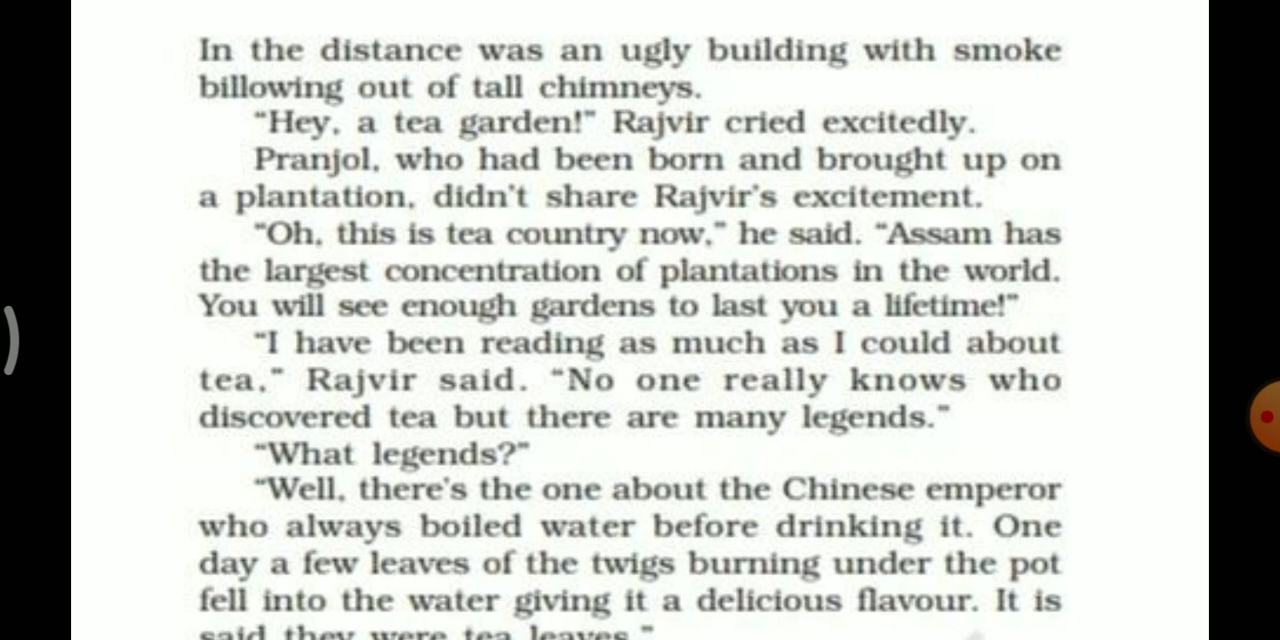 In the distance was an ugly building with smoke
billowing out of tall chimneys.
“Hey, a tea garden!” Rajvir cried excitedly.
Pranjol, who had been born and brought up on
a plantation, didn't share Rajvir's excitement.
“Oh, this is tea country now,” he said. “Assam has
the largest concentration of plantations in the world.
You will see enough gardens to last you a lifetime!”
“I have been reading as much as I could about
tea,” Rajvir said. “No one really knows who
discovered tea but there are many legends.”
“What legends?”
“Well, there's the one about the Chinese emperor
who always boiled water before drinking it. One
day a few leaves of the twigs burning under the pot
fell into the water giving it a delicious flavour. It is
said they were tea leaves.”